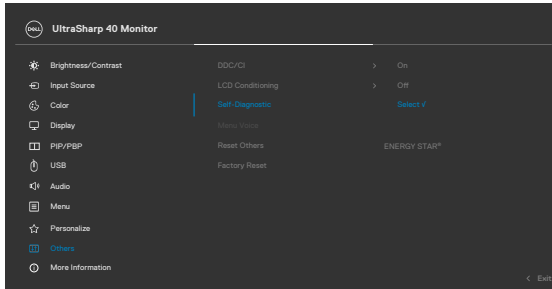 DELL UltraSharp 40 Monitor
Brightness/Contrast DDC/CI > On
Input Source LCD Conditioning > Off
Color Self-Diagnostic Select √
Display Menu Voice
PIP/PBP Reset Others ENERGY STAR®
USB Factory Reset
Audio
Menu
Personalize
Others
More Information
< Exit